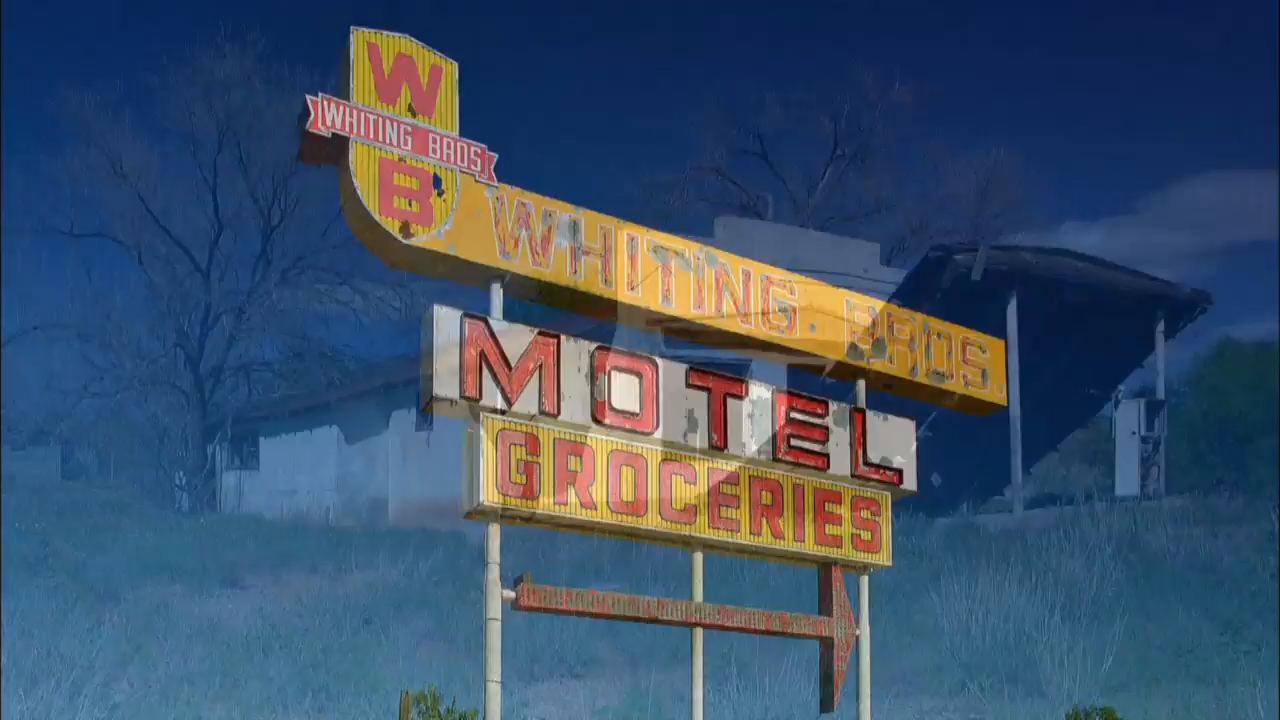 W
WHITING BROS
B
WHITING BROS.
MOTEL
GROCERIES